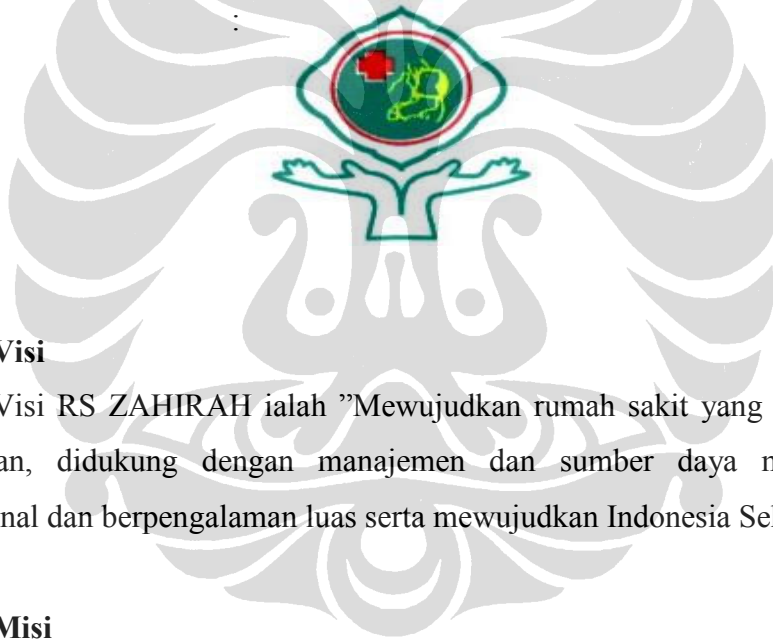 :
Visi
Visi RS ZAHIRAH ialah ”Mewujudkan rumah sakit yang
an, didukung dengan manajemen dan sumber daya m
nal dan berpengalaman luas serta mewujudkan Indonesia Se
Misi